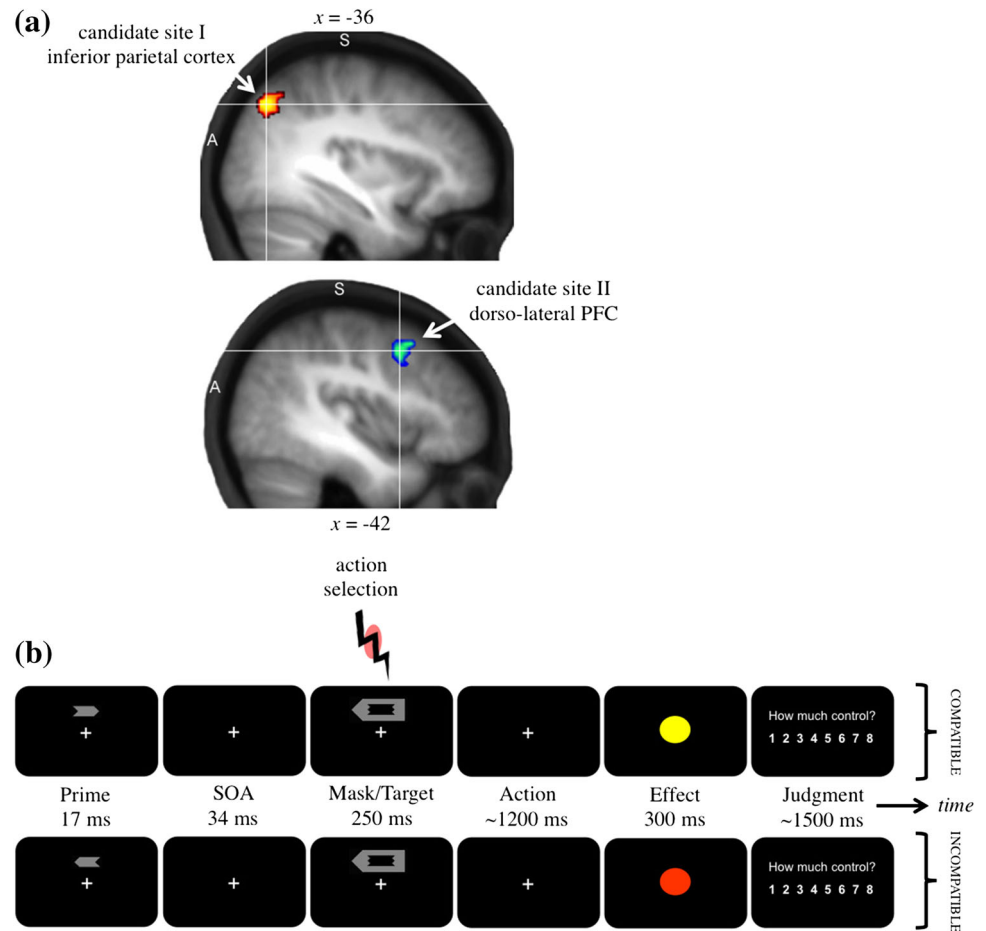 (a)
x = -36
candidate site I
inferior parietal cortex
S
A
S
candidate site II
dorso-lateral PFC
A
x = -42
action
selection
(b)
How much control?
1 2 3 4 5 6 7 8
COMPATIBLE
Prime
17 ms
SOA
34 ms
Mask/Target
250 ms
Action
~1200 ms
Effect
300 ms
Judgment
~1500 ms
time
How much control?
1 2 3 4 5 6 7 8
INCOMPATIBLE